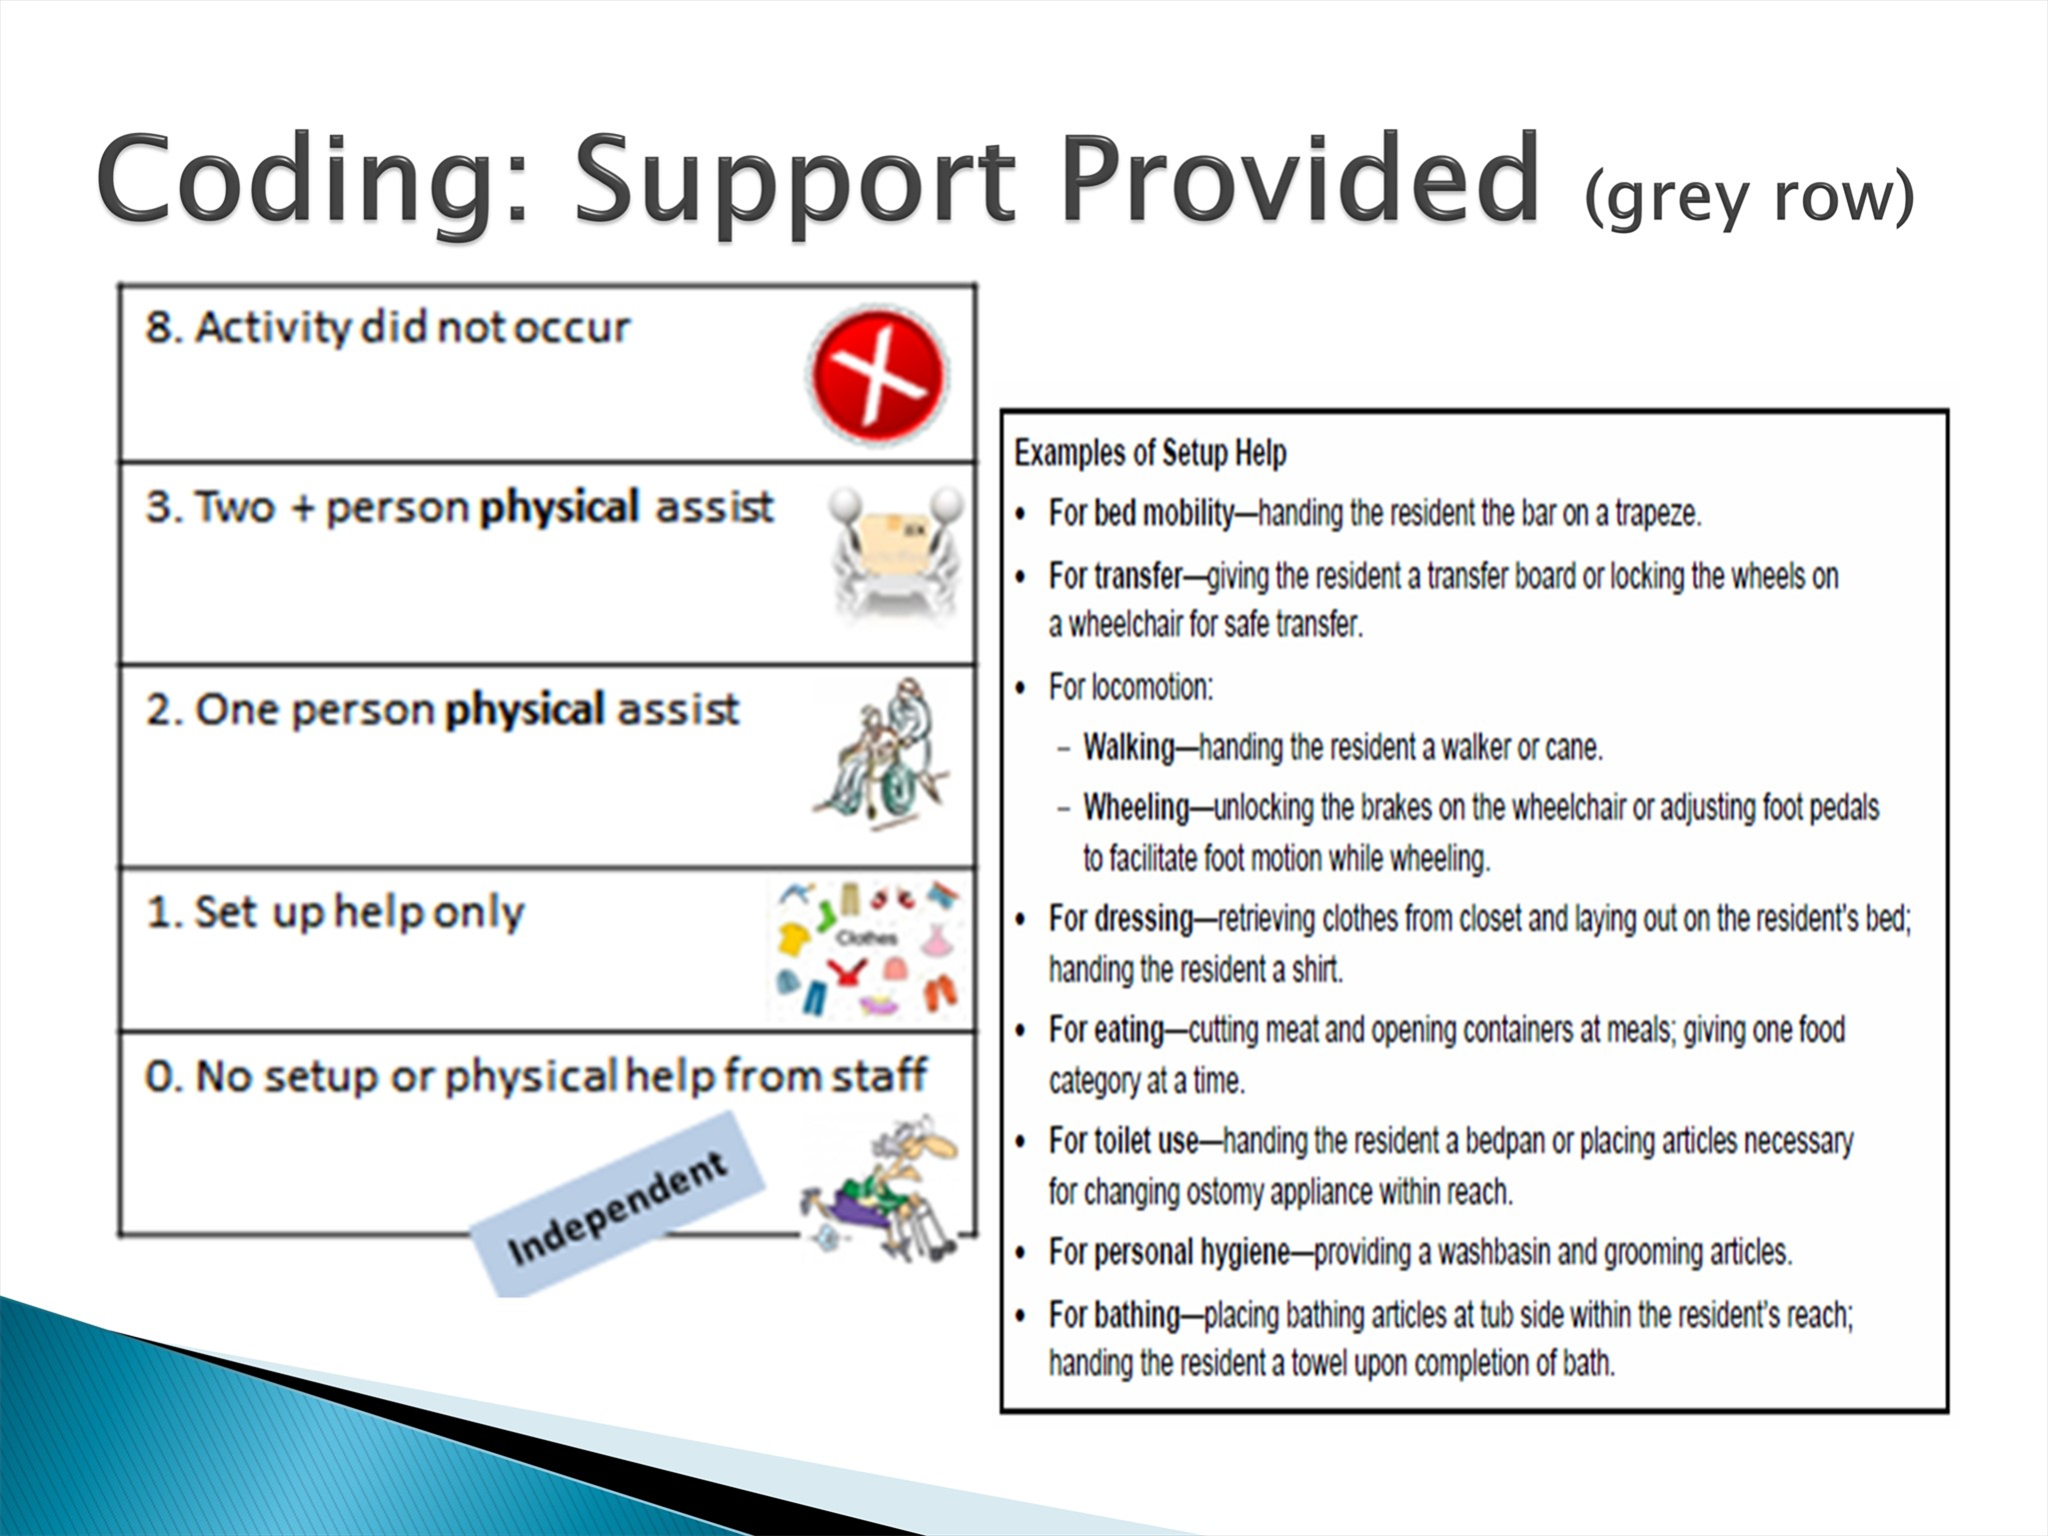 Coding: Support Provided (grey row)
8. Activity did not occur
3. Two + person physical assist
2. One person physical assist
1. Set up help only
Clothes
0. No setup or physical help from staff
Independent
Examples of Setup Help
• For bed mobility—handing the resident the bar on a trapeze.
• For transfer—giving the resident a transfer board or locking the wheels on
a wheelchair for safe transfer.
• For locomotion:
– Walking—handing the resident a walker or cane.
– Wheeling—unlocking the brakes on the wheelchair or adjusting foot pedals
to facilitate foot motion while wheeling.
• For dressing—retrieving clothes from closet and laying out on the resident's bed;
handing the resident a shirt.
• For eating—cutting meat and opening containers at meals; giving one food
category at a time.
• For toilet use—handing the resident a bedpan or placing articles necessary
for changing ostomy appliance within reach.
• For personal hygiene—providing a washbasin and grooming articles.
• For bathing—placing bathing articles at tub side within the resident's reach;
handing the resident a towel upon completion of bath.